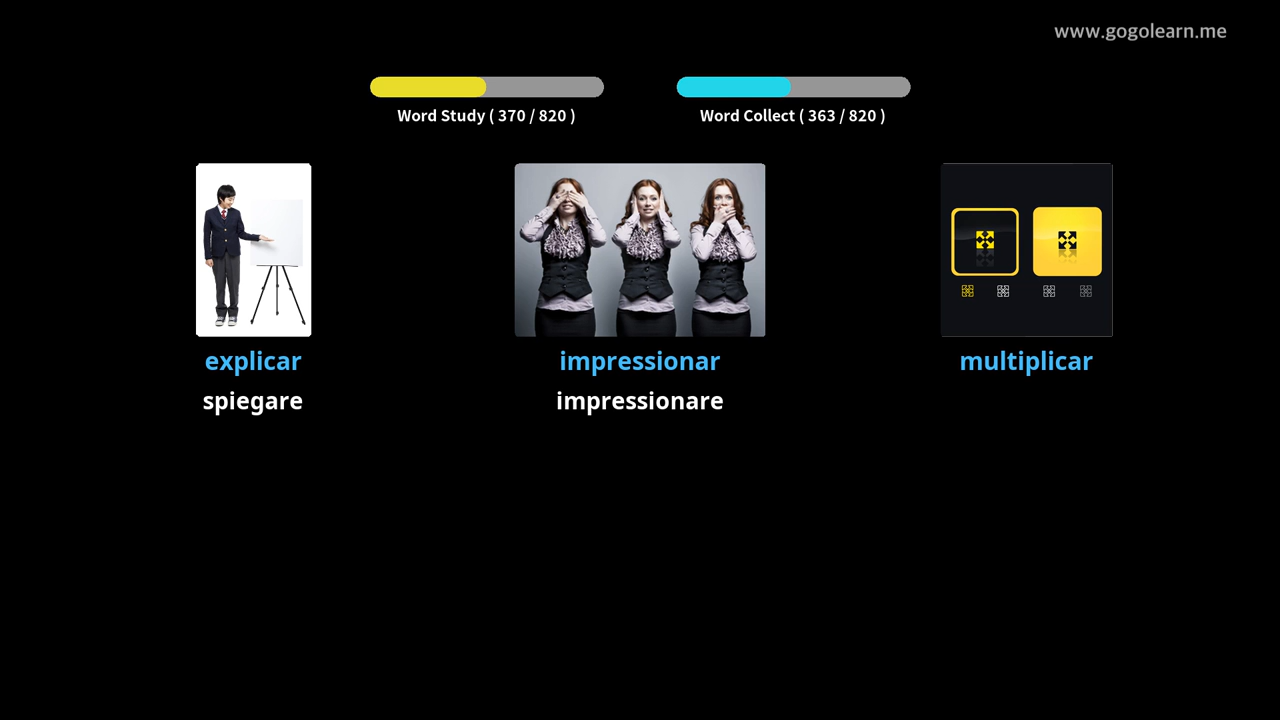 www.gogolearn.me
Word Study ( 370 / 820 )
Word Collect ( 363 / 820 )
explicar
impressionar
multiplicar
spiegare
impressionare